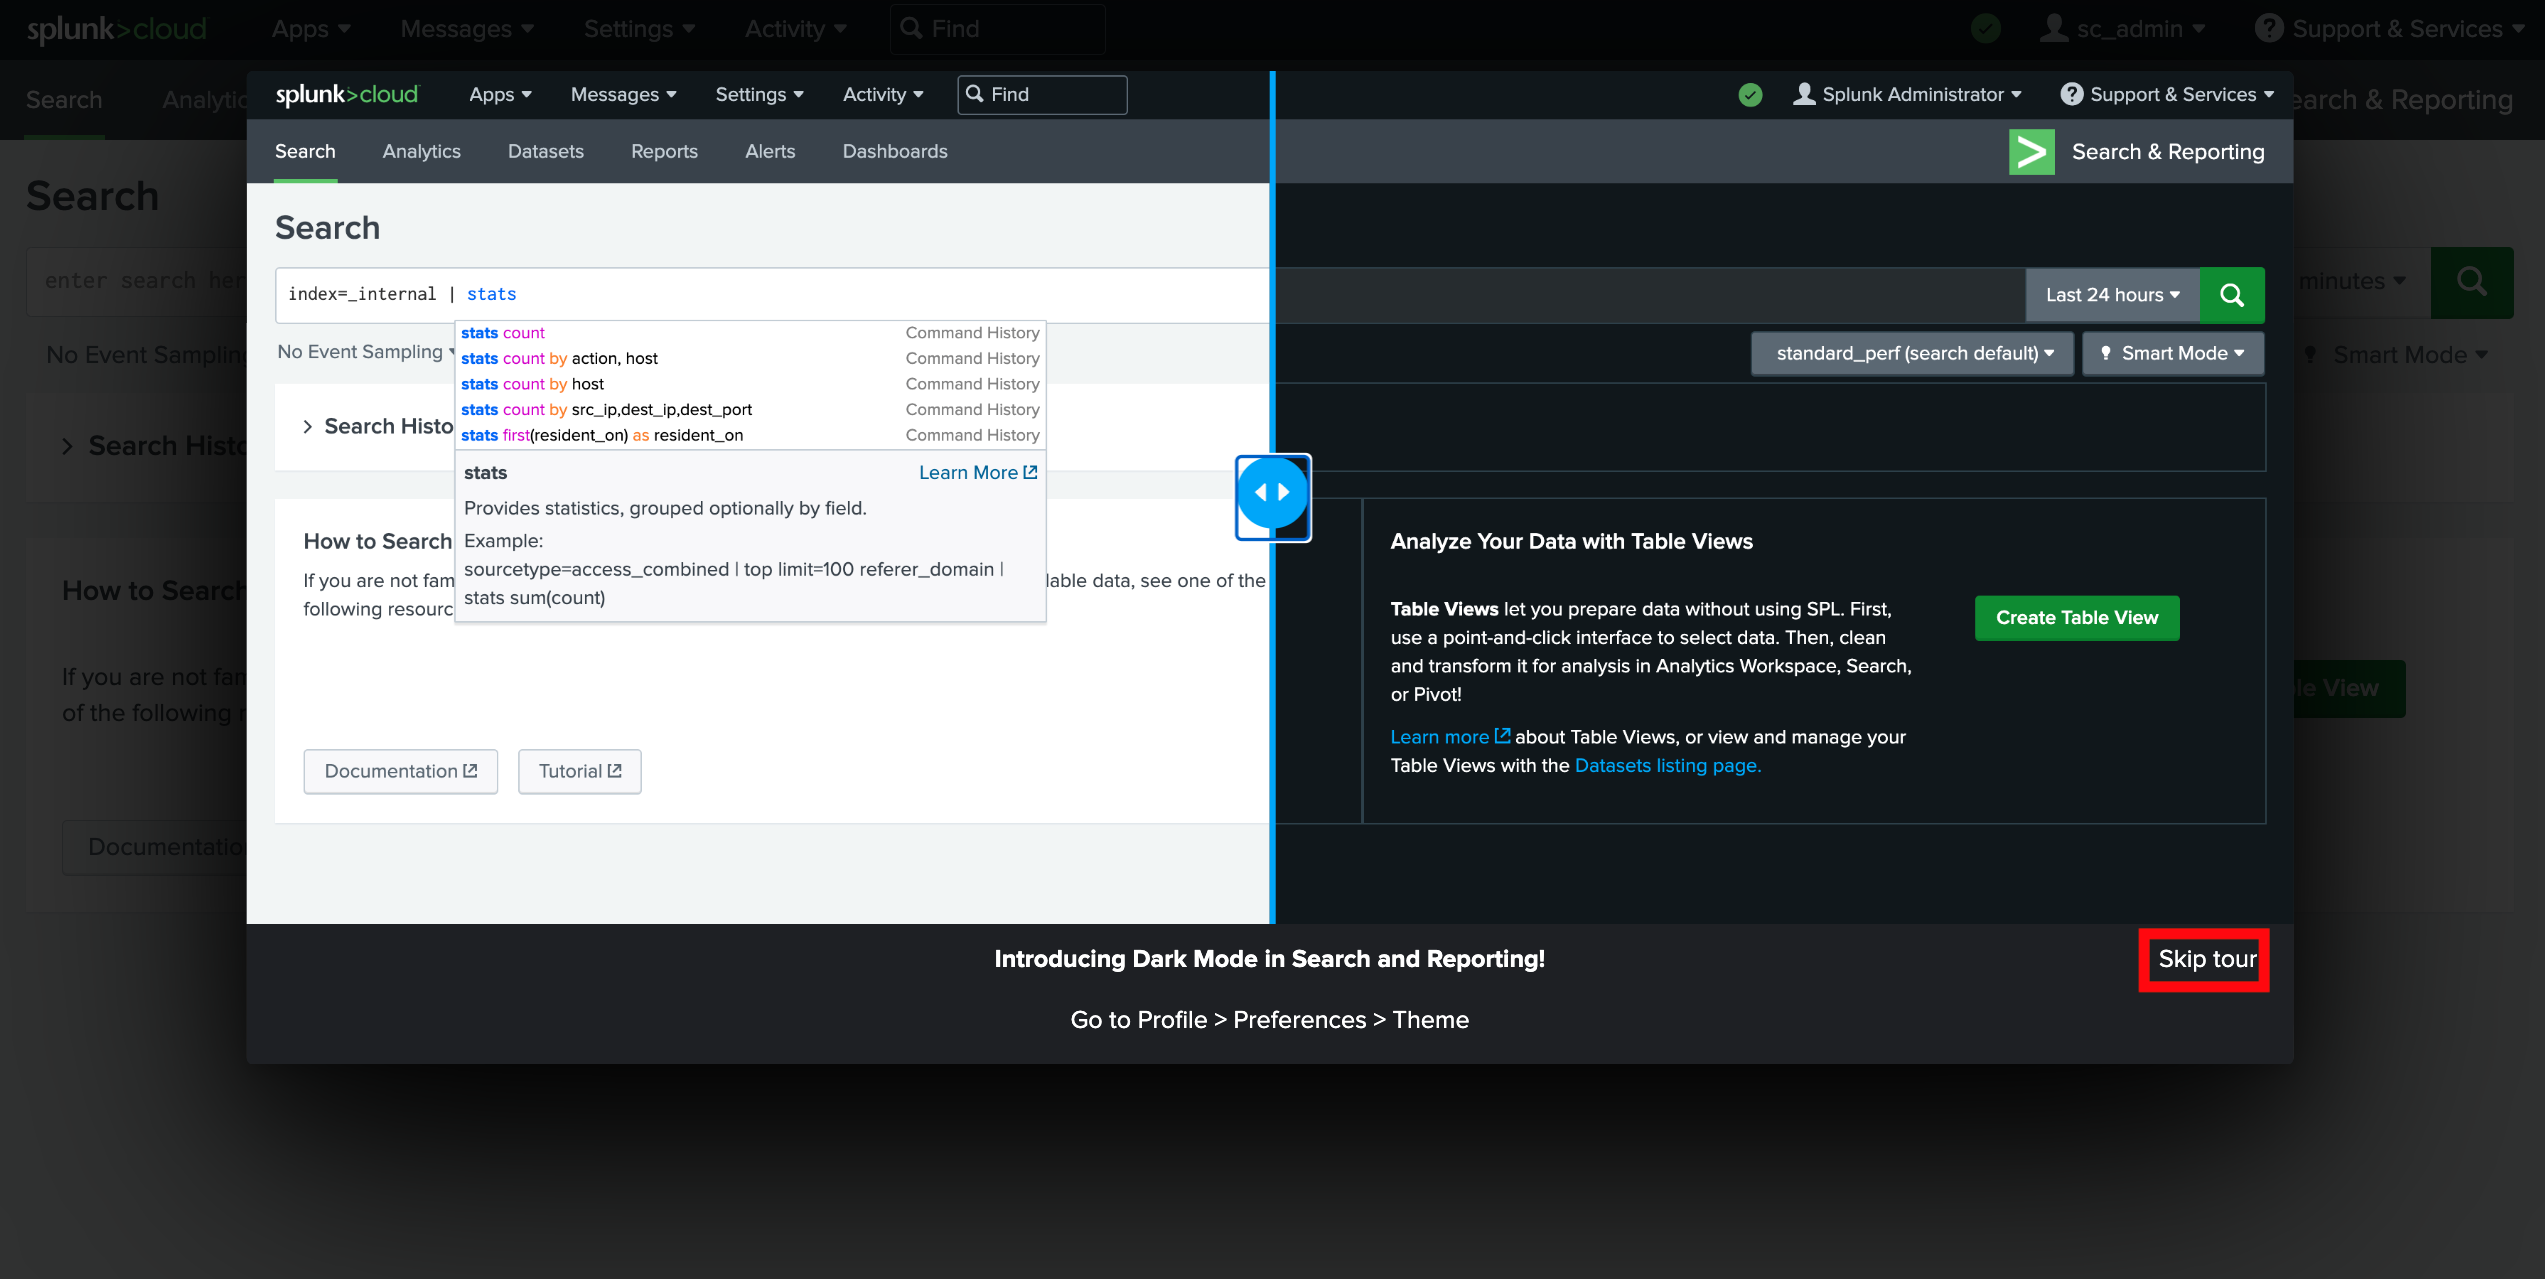 splunk>cloud Apps Messages Settings Activity Find sc_admin Support & Services
Search Analytic earch & Reporting
splunk>cloud Apps Messages Settings Activity Find Splunk Administrator Support & Services
Search Analytics Datasets Reports Alerts Dashboards Search & Reporting
Search
enter search her minutes
No Event Sampling Smart Mode
Search Histo
How to Search
If you are not fam
of the following r
le View
Documentatio
Search
index=_internal | stats Last 24 hours
No Event Sampling standard_perf (search default) Smart Mode
stats count Command History
stats count by action, host Command History
stats count by host Command History
stats count by src_ip,dest_ip,dest_port Command History
stats first(resident_on) as resident_on Command History
Search Histo
stats Learn More
Provides statistics, grouped optionally by field.
Example:
sourcetype=access_combined | top limit=100 referer_domain |
stats sum(count)
How to Search
If you are not fam lable data, see one of the
following resourc
Documentation Tutorial
Analyze Your Data with Table Views
Table Views let you prepare data without using SPL. First,
use a point-and-click interface to select data. Then, clean
and transform it for analysis in Analytics Workspace, Search,
or Pivot!
Create Table View
Learn more about Table Views, or view and manage your
Table Views with the Datasets listing page.
Introducing Dark Mode in Search and Reporting!
Skip tour
Go to Profile > Preferences > Theme